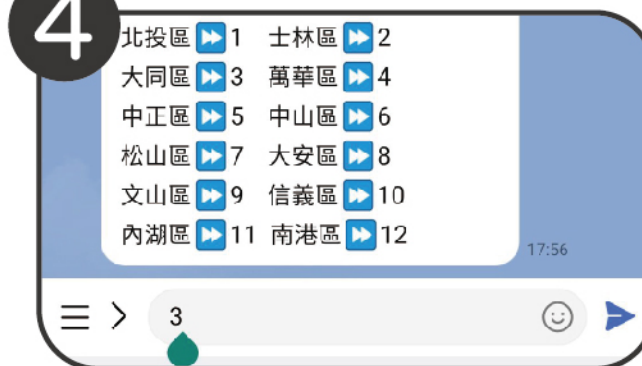 4
北投區⏩1 士林區⏩2
大同區⏩3 萬華區⏩4
中正區⏩5 中山區⏩6
松山區⏩7 大安區⏩8
文山區⏩9 信義區⏩10
內湖區⏩11 南港區⏩12
17:56
3